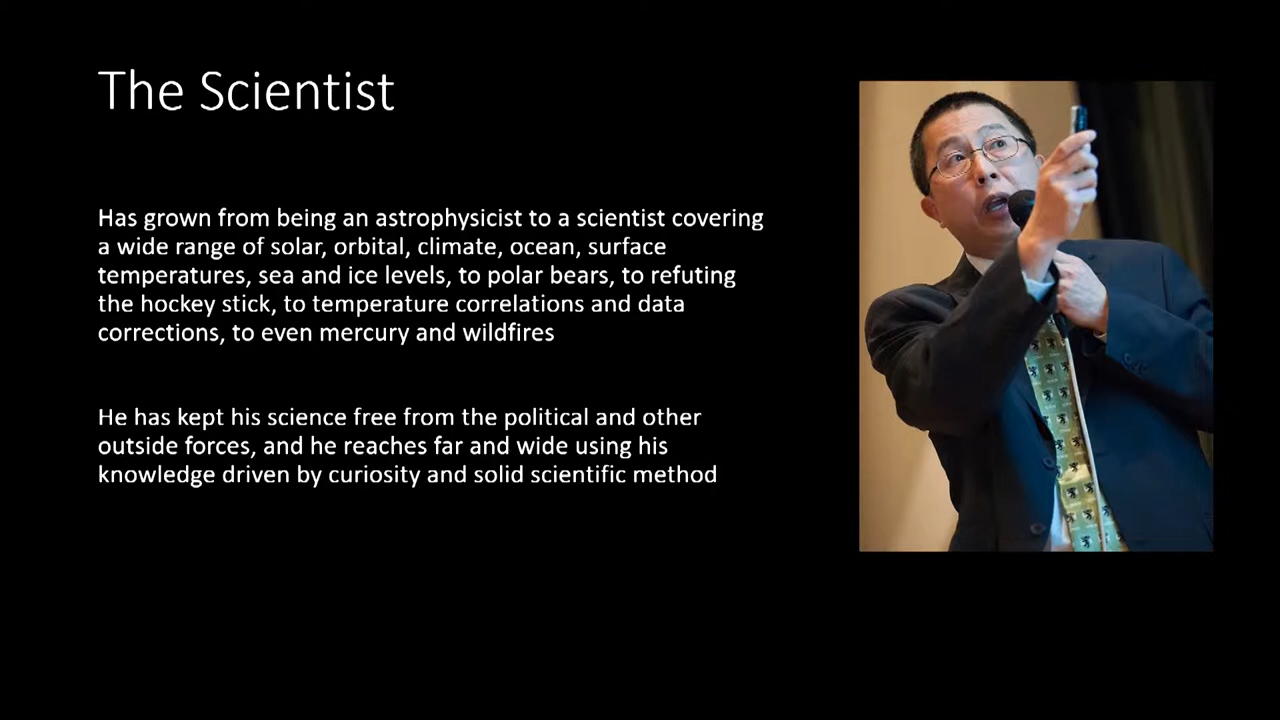 The Scientist
Has grown from being an astrophysicist to a scientist covering
a wide range of solar, orbital, climate, ocean, surface
temperatures, sea and ice levels, to polar bears, to refuting
the hockey stick, to temperature correlations and data
corrections, to even mercury and wildfires
He has kept his science free from the political and other
outside forces, and he reaches far and wide using his
knowledge driven by curiosity and solid scientific method